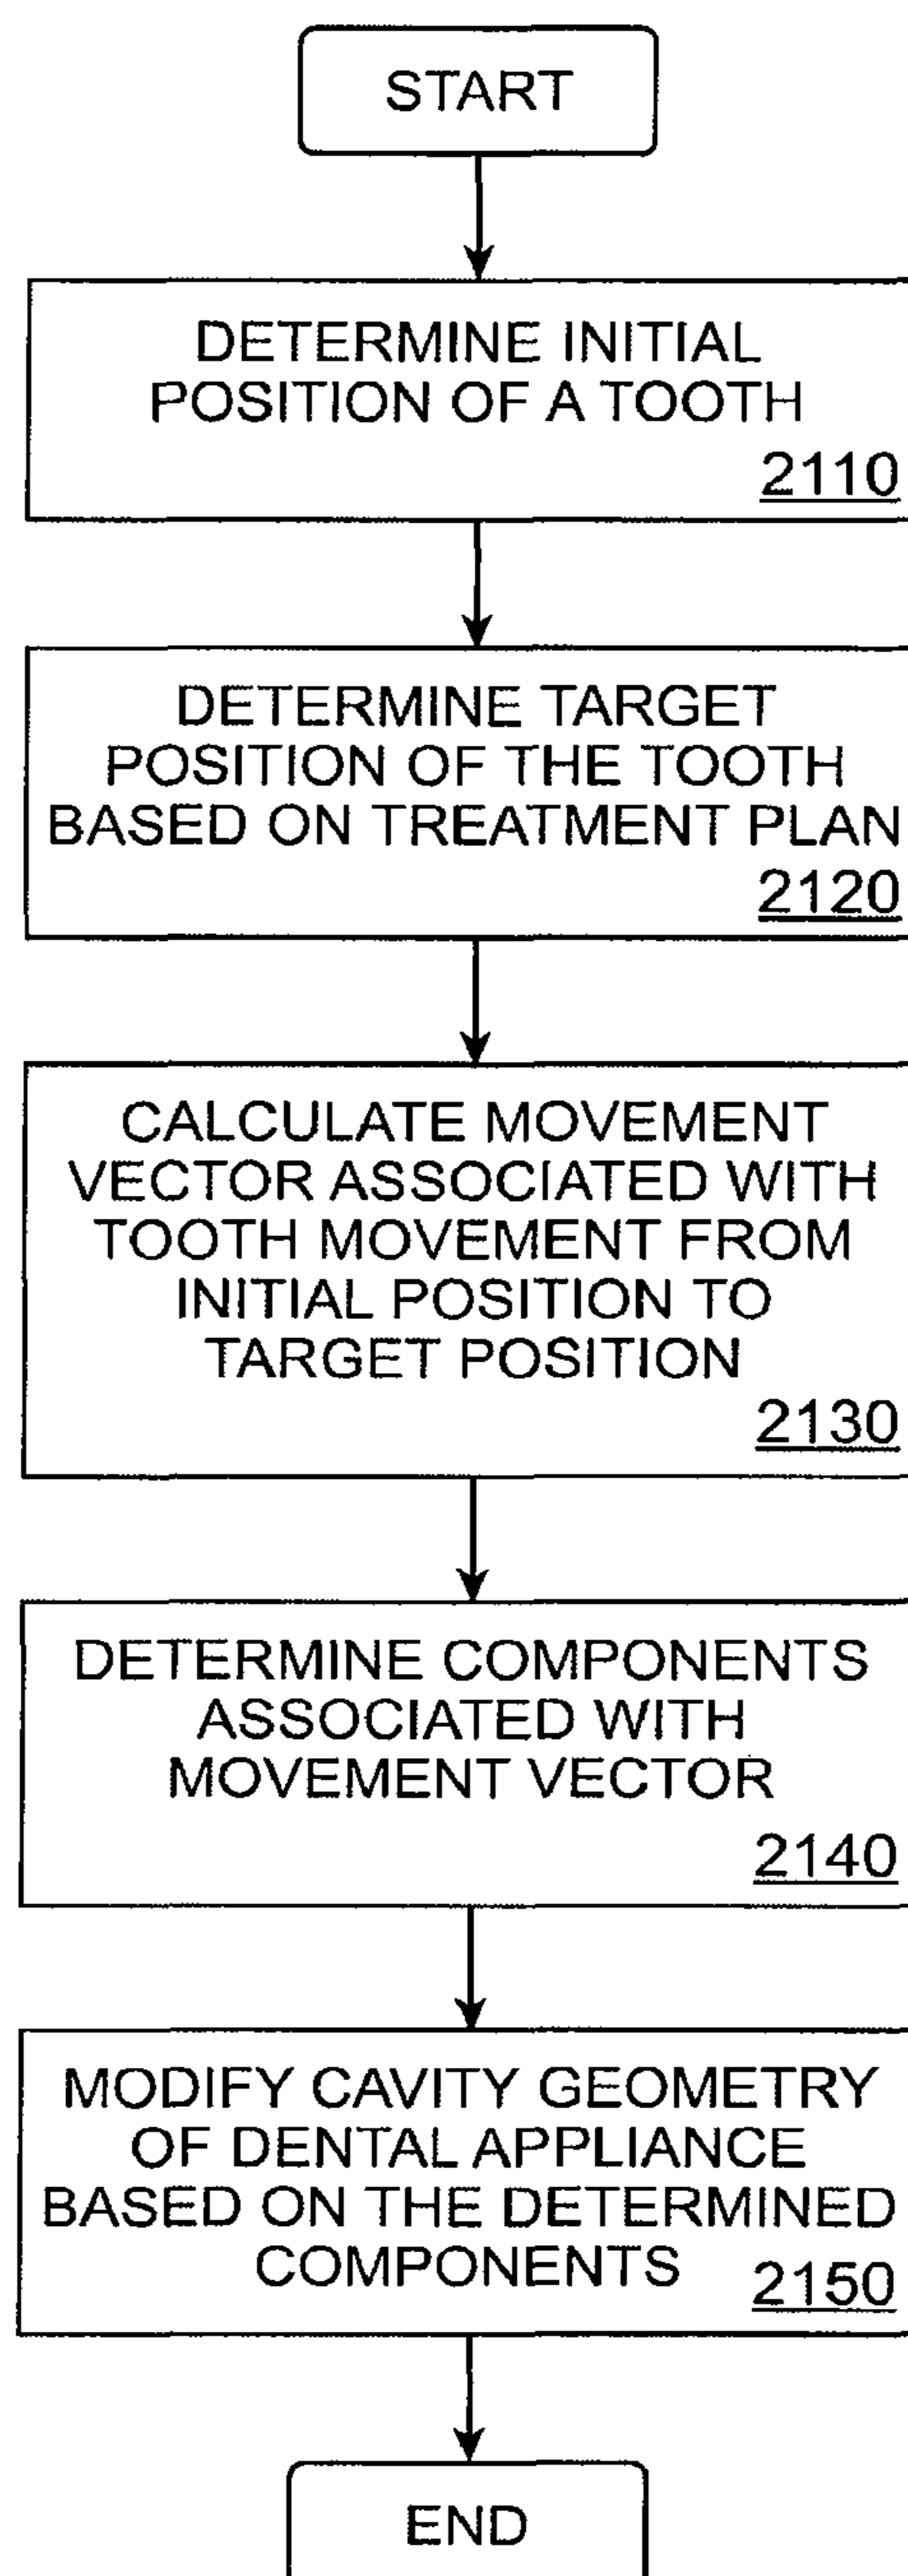 START
DETERMINE INITIAL
POSITION OF A TOOTH
2110
DETERMINE TARGET
POSITION OF THE TOOTH
BASED ON TREATMENT PLAN
2120
CALCULATE MOVEMENT
VECTOR ASSOCIATED WITH
TOOTH MOVEMENT FROM
INITIAL POSITION TO
TARGET POSITION
2130
DETERMINE COMPONENTS
ASSOCIATED WITH
MOVEMENT VECTOR
2140
MODIFY CAVITY GEOMETRY
OF DENTAL APPLIANCE
BASED ON THE DETERMINED
COMPONENTS 2150
END